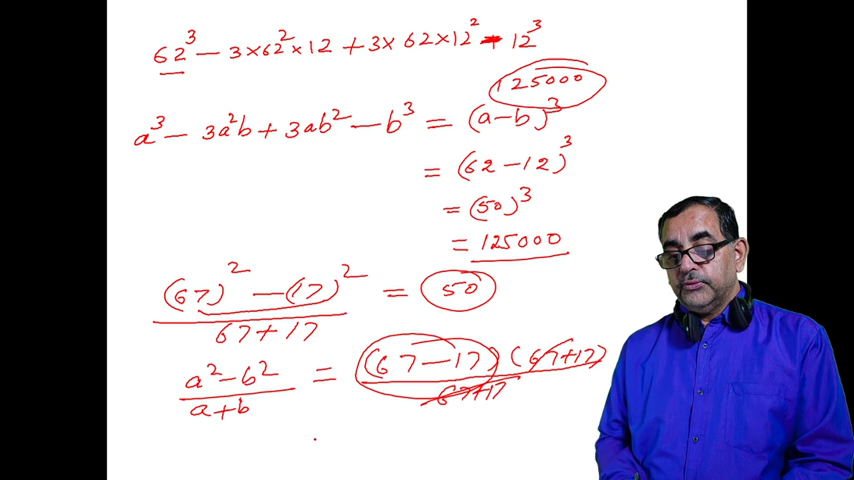 62³ - 3×62²×12 + 3×62×12² - 12³
125000
a³ - 3a²b + 3ab² - b³ = (a-b)³
= (62-12)³
= (50)³
= 125000
(67)² - (17)² / 67+17 = 50
a²-b² / a+b = (67-17)(67+17) / 67+17